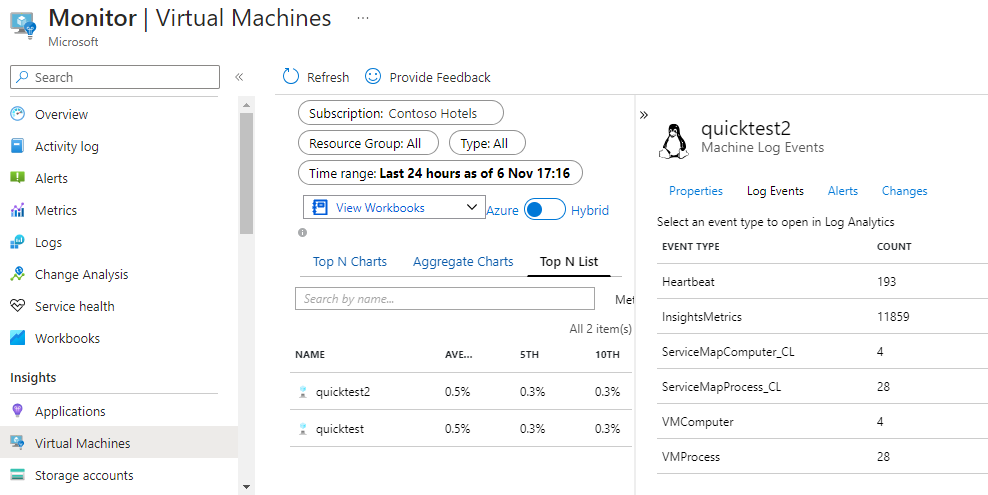 Monitor | Virtual Machines ...
Microsoft
Search
«
Overview
Activity log
Alerts
Metrics
Logs
Change Analysis
Service health
Workbooks
Insights
Applications
Virtual Machines
Storage accounts
Refresh Provide Feedback
Subscription: Contoso Hotels
Resource Group: All Type: All
Time range: Last 24 hours as of 6 Nov 17:16
View Workbooks Azure Hybrid
Top N Charts Aggregate Charts Top N List
Search by name... Met
All 2 item(s)
NAME AVE... 5TH 10TH
quicktest2 0.5% 0.3% 0.3%
quicktest 0.5% 0.3% 0.3%
»
quicktest2
Machine Log Events
Properties Log Events Alerts Changes
Select an event type to open in Log Analytics
EVENT TYPE COUNT
Heartbeat 193
InsightsMetrics 11859
ServiceMapComputer_CL 4
ServiceMapProcess_CL 28
VMComputer 4
VMProcess 28